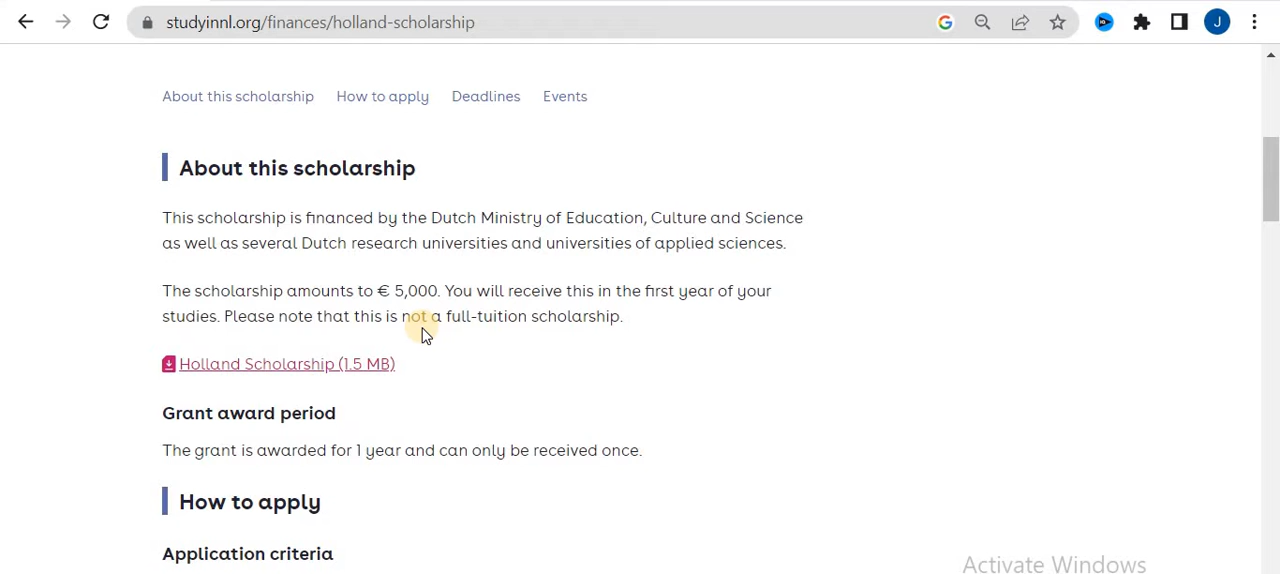 studyinnl.org/finances/holland-scholarship
G
J
About this scholarship How to apply Deadlines Events
About this scholarship
This scholarship is financed by the Dutch Ministry of Education, Culture and Science
as well as several Dutch research universities and universities of applied sciences.
The scholarship amounts to € 5,000. You will receive this in the first year of your
studies. Please note that this is not a full-tuition scholarship.
Holland Scholarship (1.5 MB)
Grant award period
The grant is awarded for 1 year and can only be received once.
How to apply
Application criteria
Activate Windows